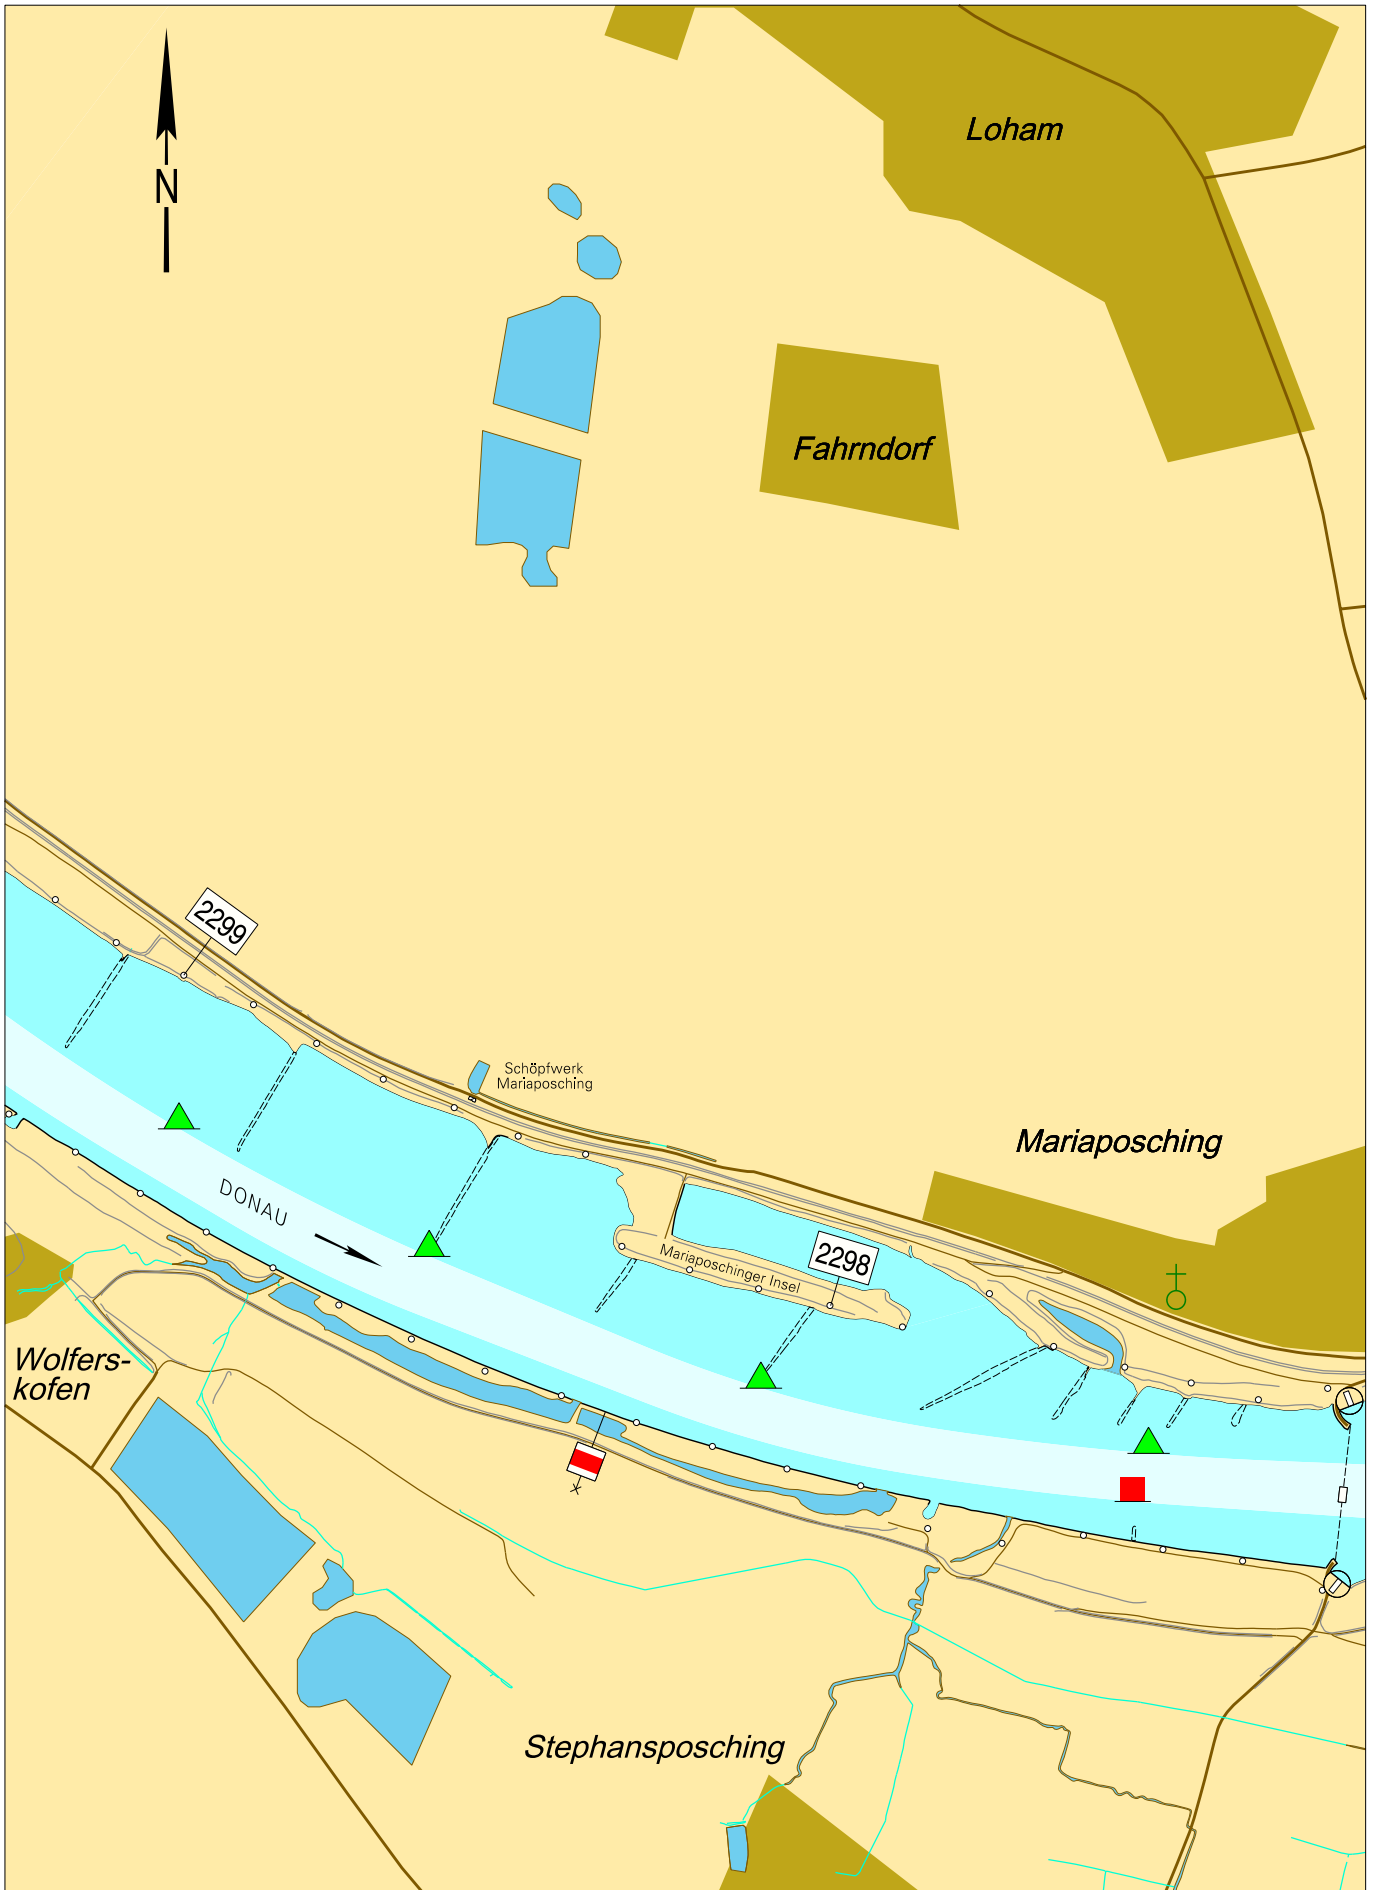 N
Loham
Fahrndorf
2299
Schöpfwerk
Mariaposching
Mariaposching
DONAU
Mariaposchinger Insel
2298
Wolfers-
kofen
Stephansposching